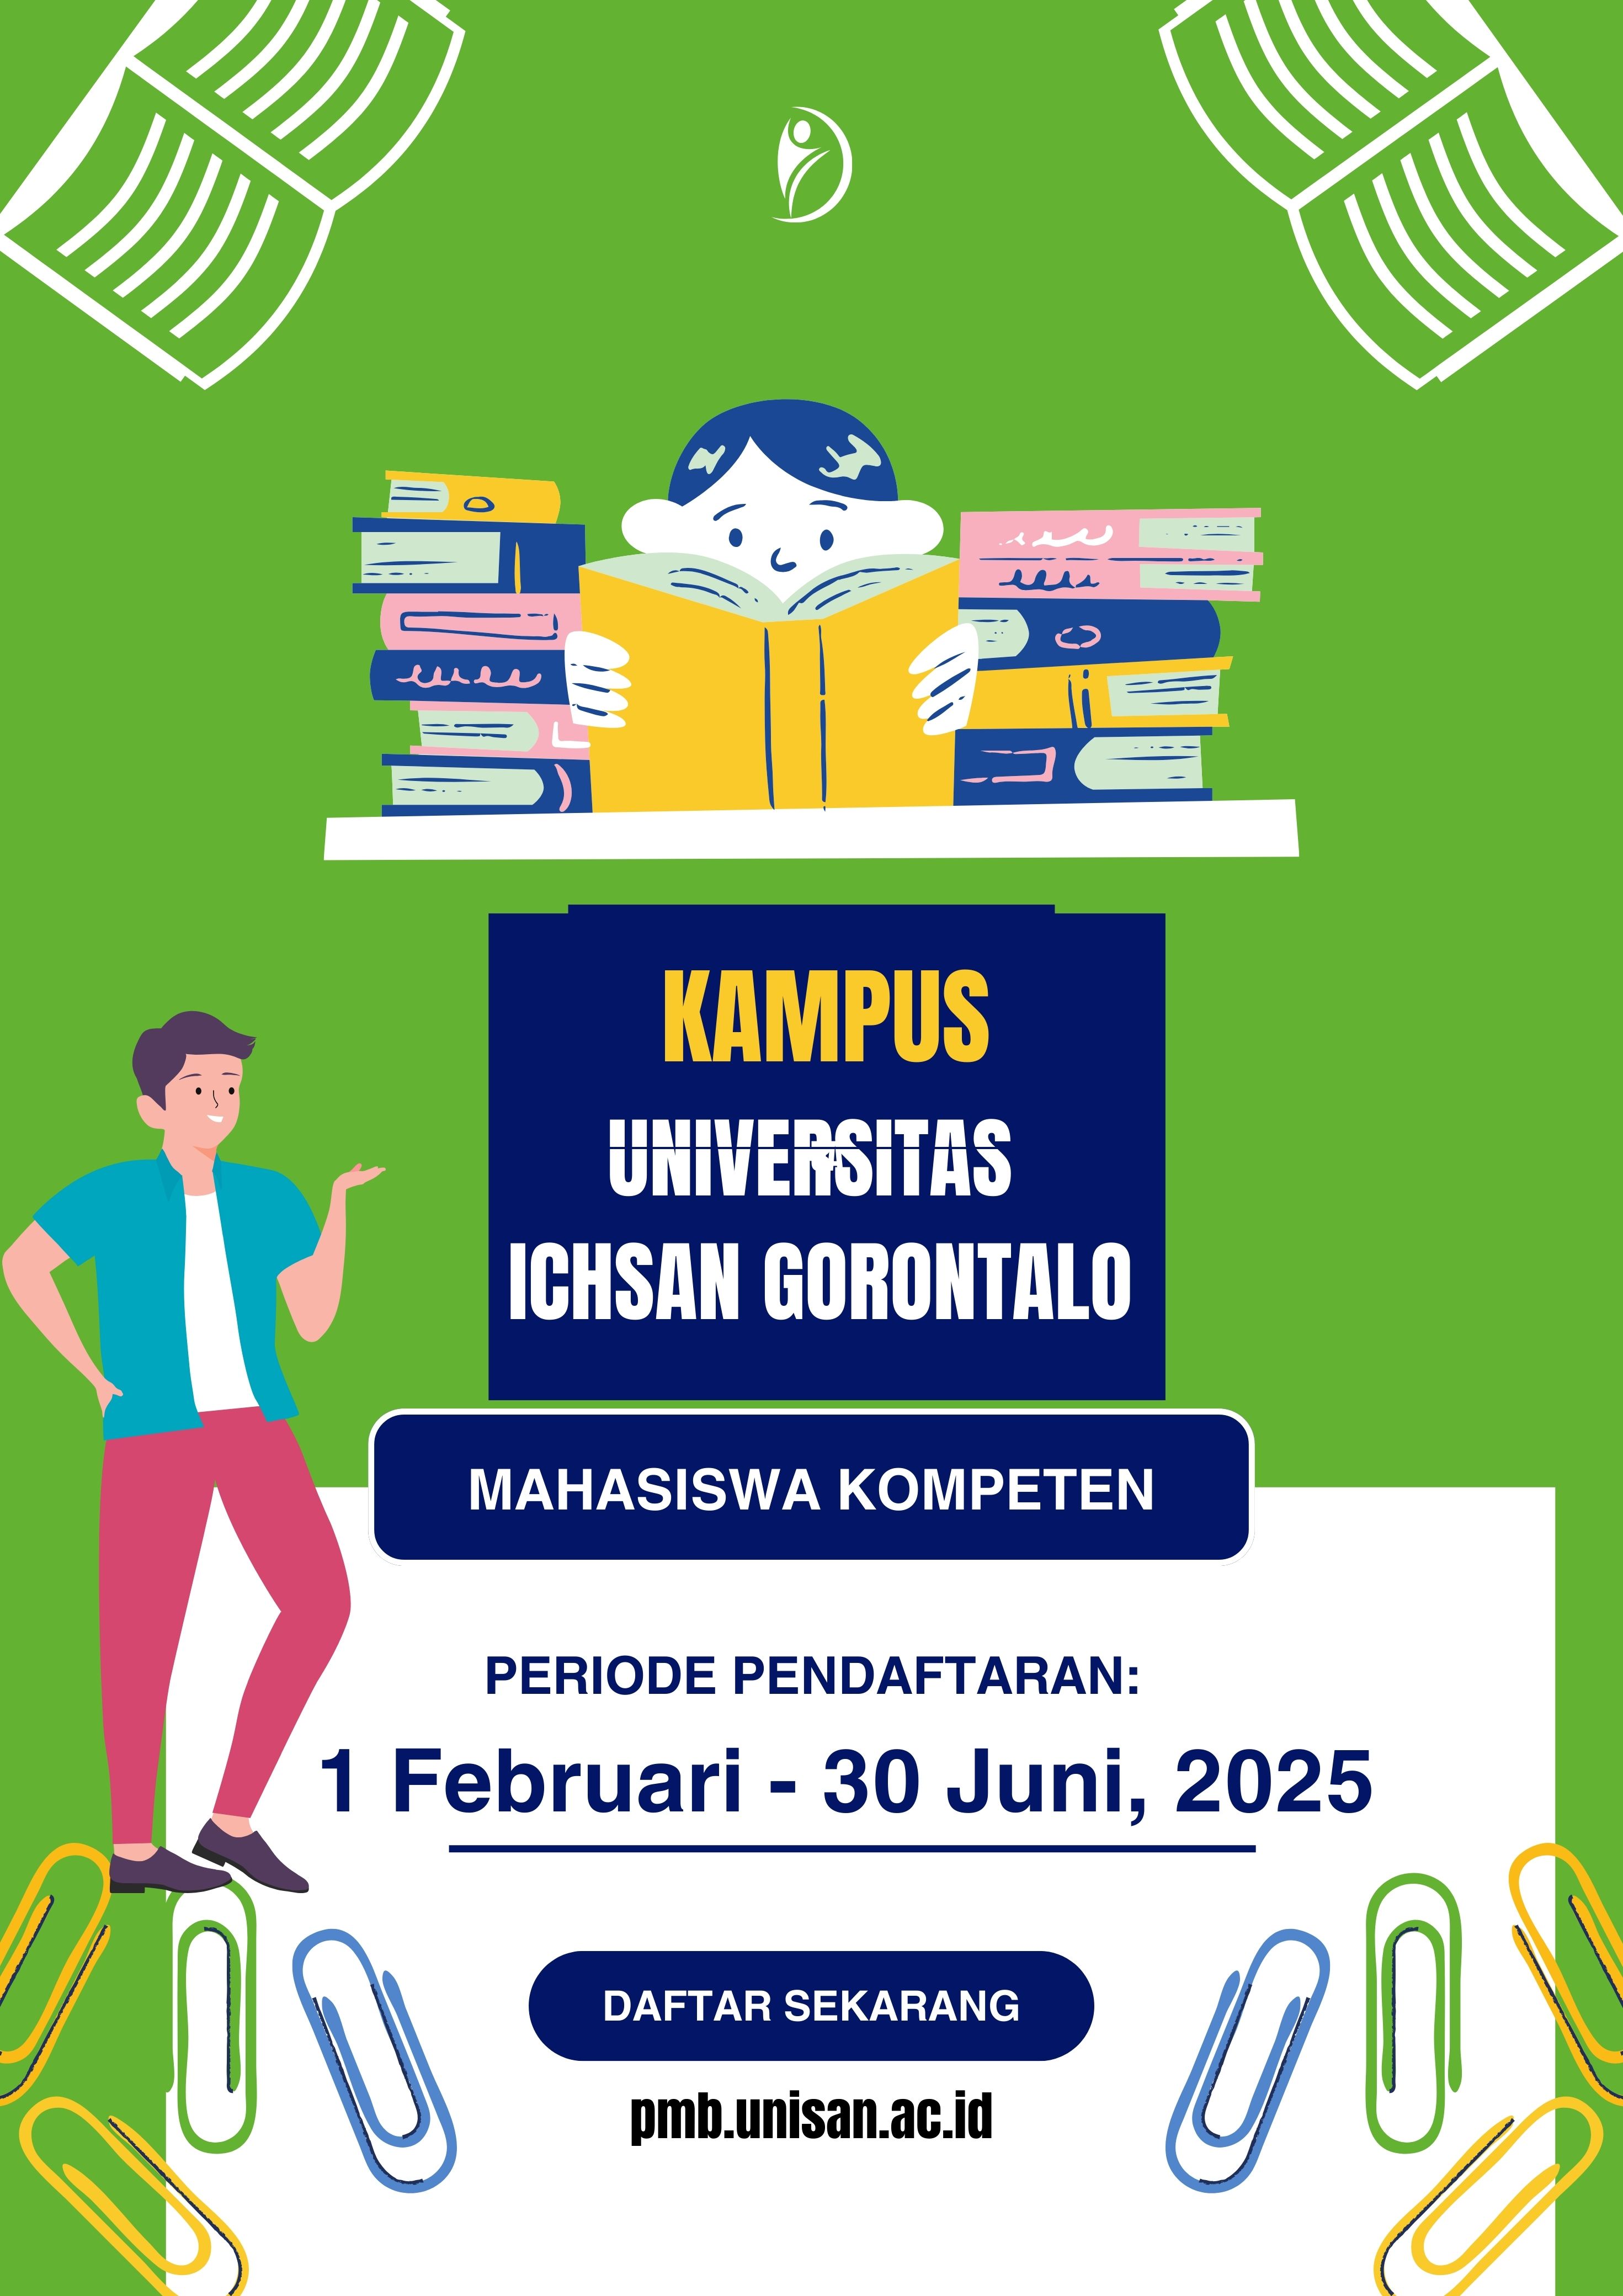 KAMPUS
UNIVERSITAS
ICHSAN GORONTALO
MAHASISWA KOMPETEN
PERIODE PENDAFTARAN:
1 Februari - 30 Juni, 2025
DAFTAR SEKARANG
pmb.unisan.ac.id